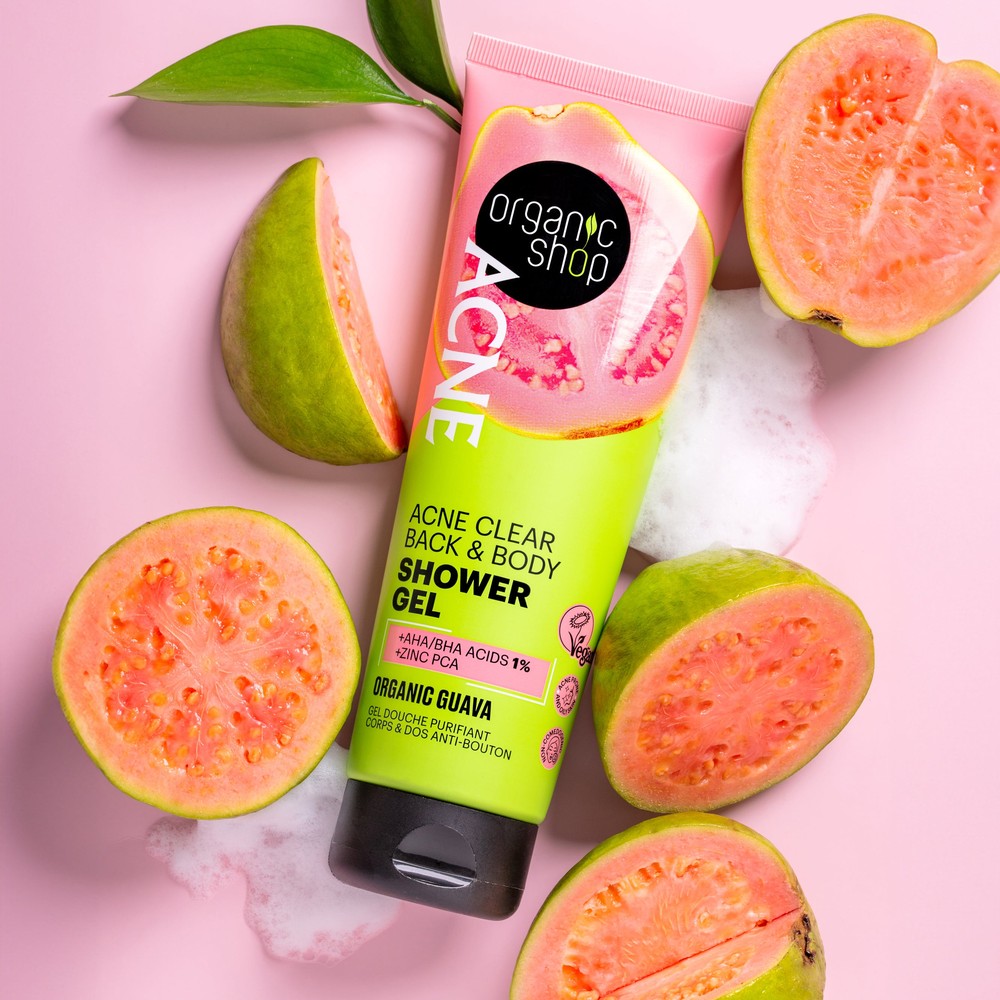 organic
shop
ACNE
ACNE CLEAR
BACK & BODY
SHOWER
GEL
+AHA/BHA ACIDS 1%
+ZINC PCA
ORGANIC GUAVA
GEL DOUCHE PURIFIANT
CORPS & DOS ANTI-BOUTON
Vegan